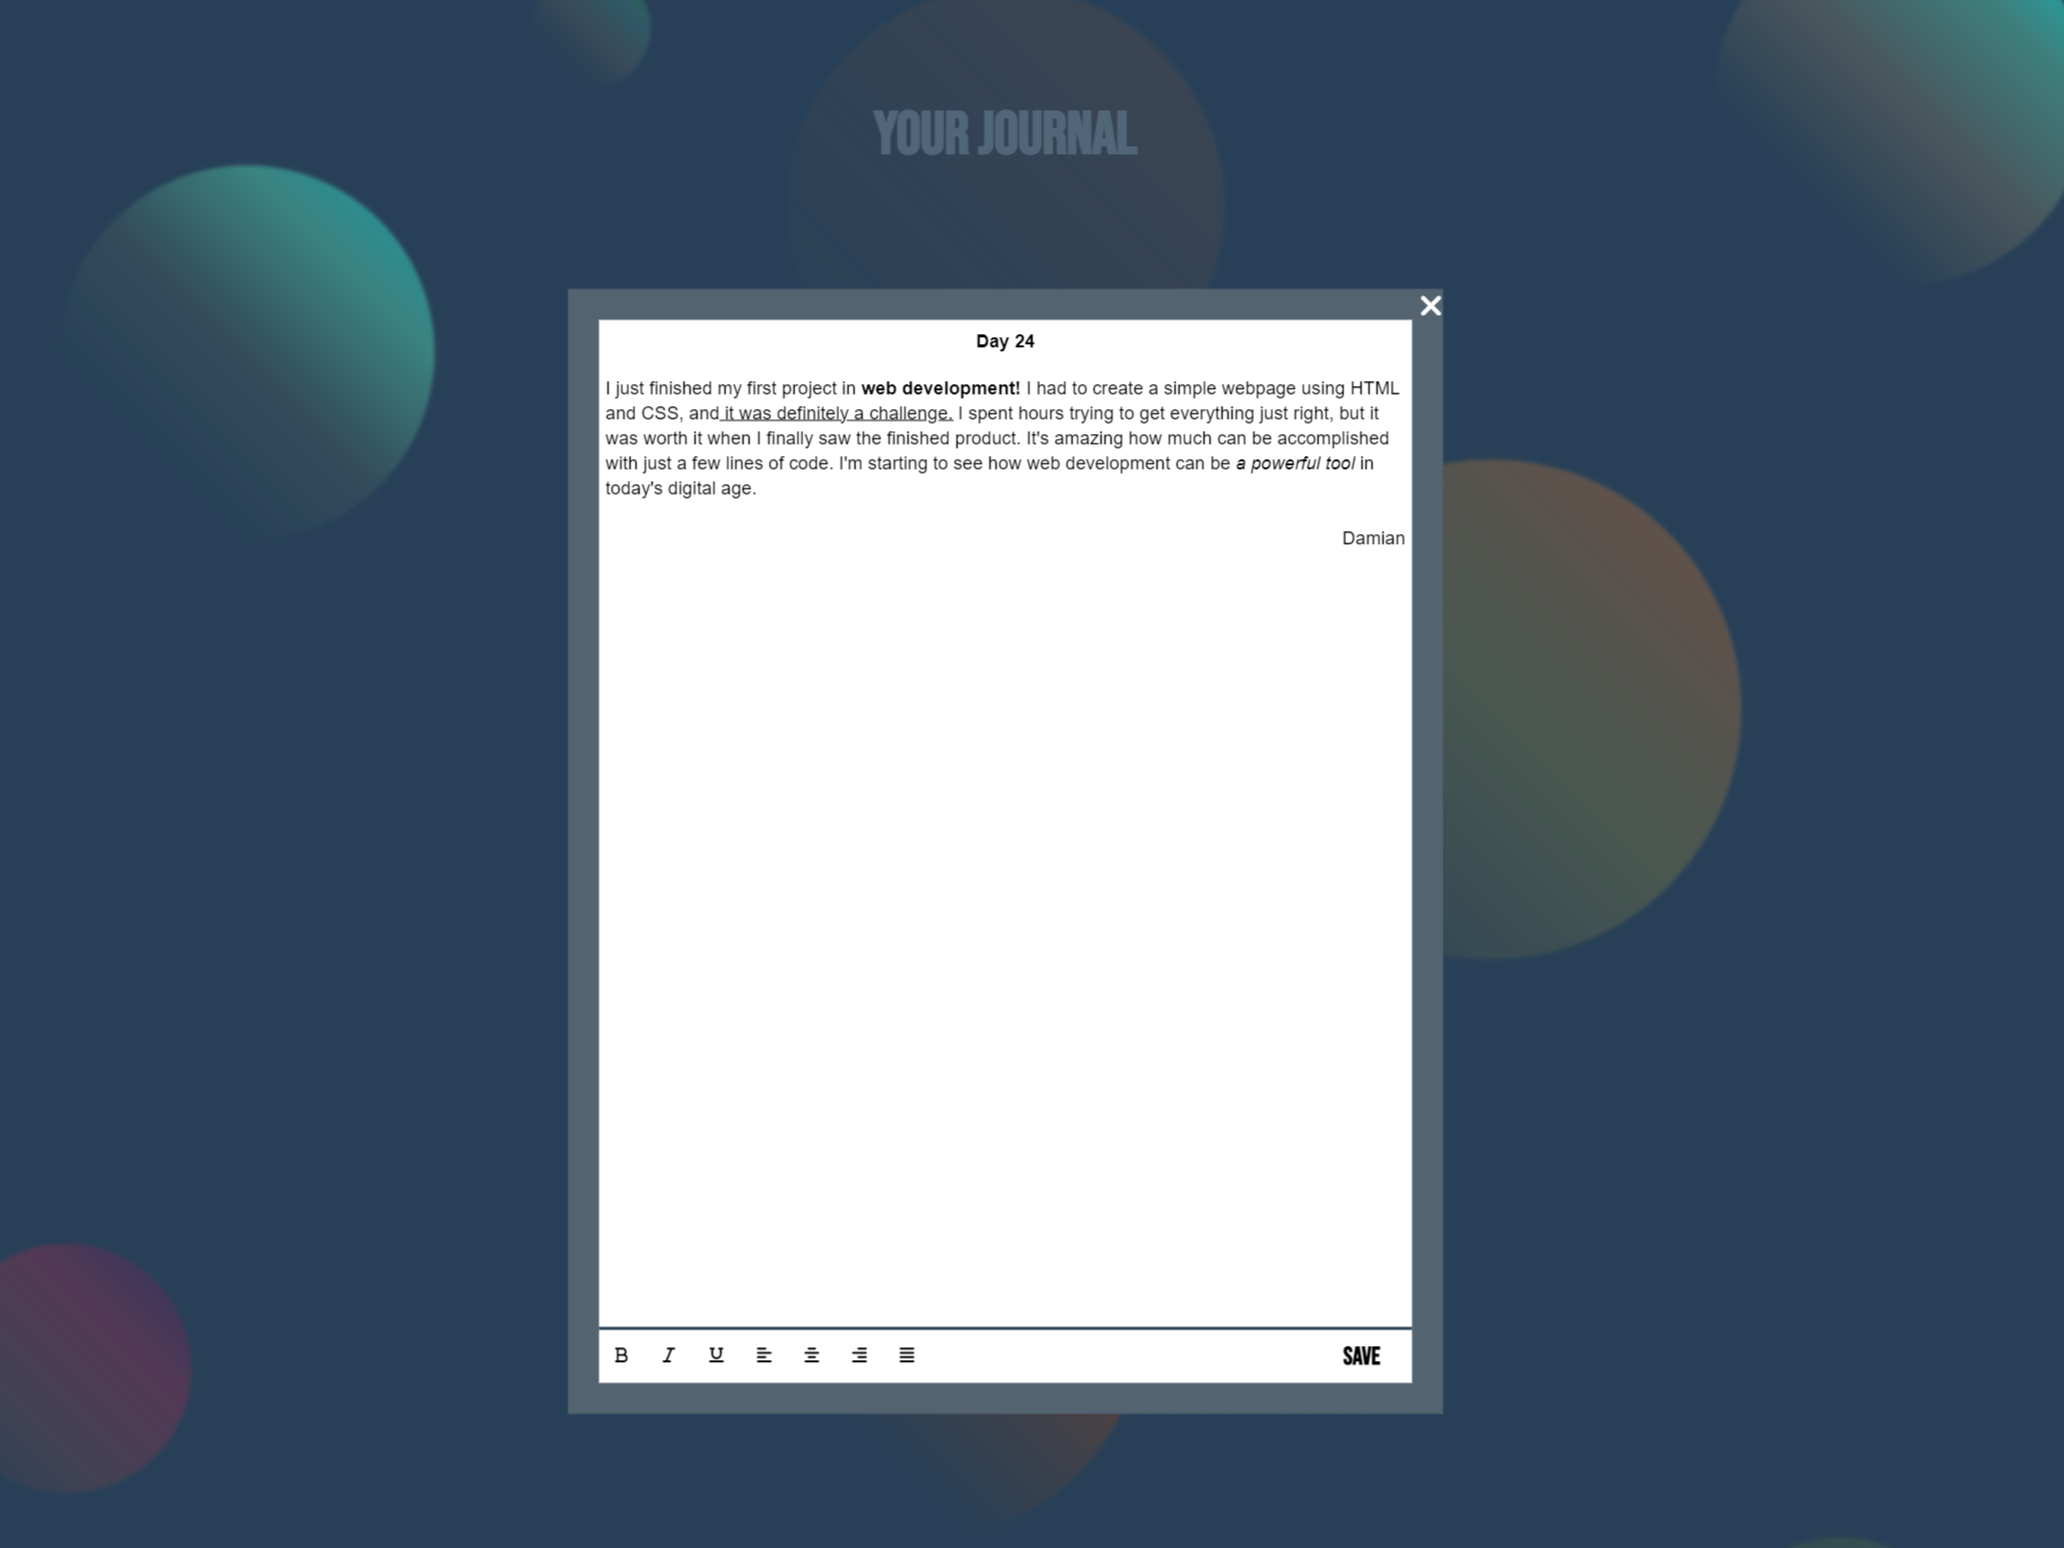 YOUR JOURNAL
Day 24
I just finished my first project in web development! I had to create a simple webpage using HTML
and CSS, and it was definitely a challenge. I spent hours trying to get everything just right, but it
was worth it when I finally saw the finished product. It's amazing how much can be accomplished
with just a few lines of code. I'm starting to see how web development can be a powerful tool in
today's digital age.
Damian
B I U SAVE